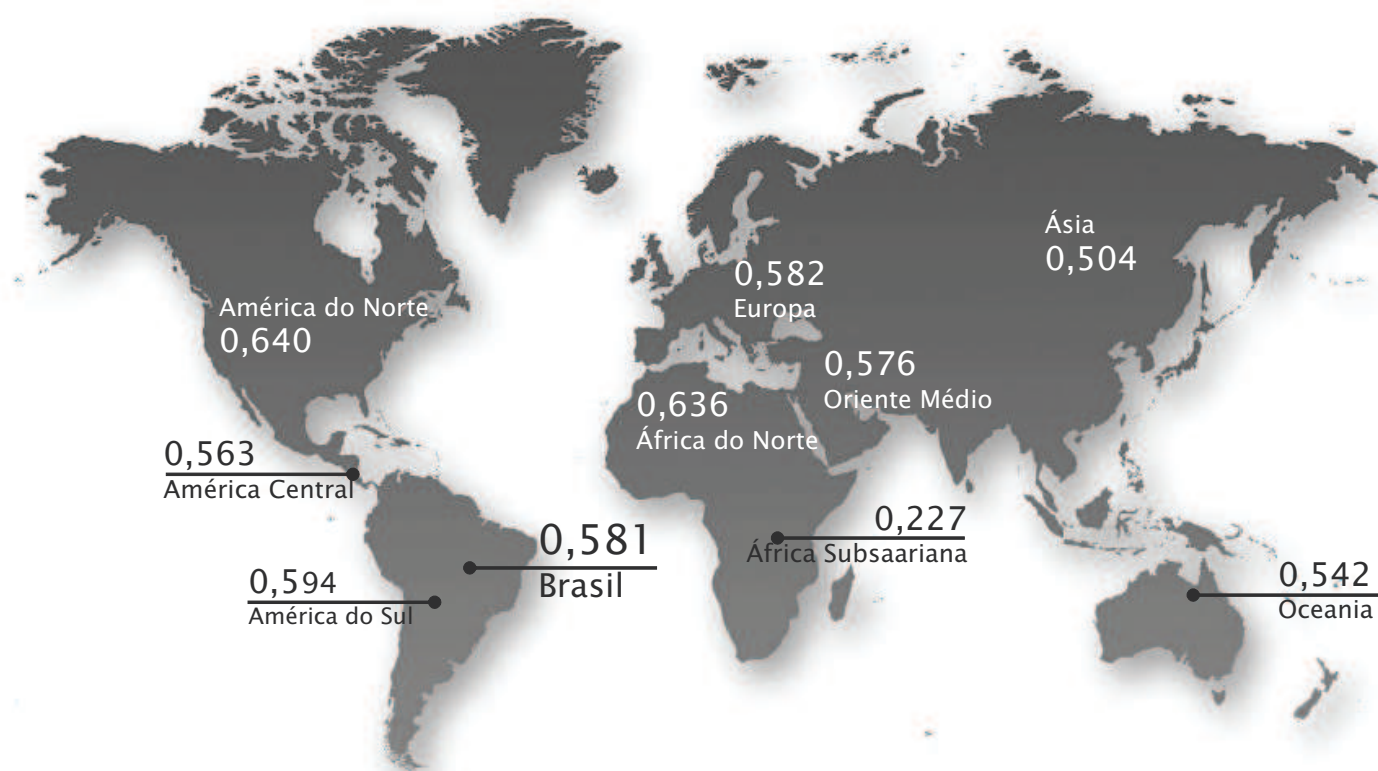 Ásia
0,504
0,582
Europa
América do Norte
0,640
0,576
Oriente Médio
0,636
África do Norte
0,563
América Central
0,581
Brasil
0,227
África Subsaariana
0,594
América do Sul
0,542
Oceania